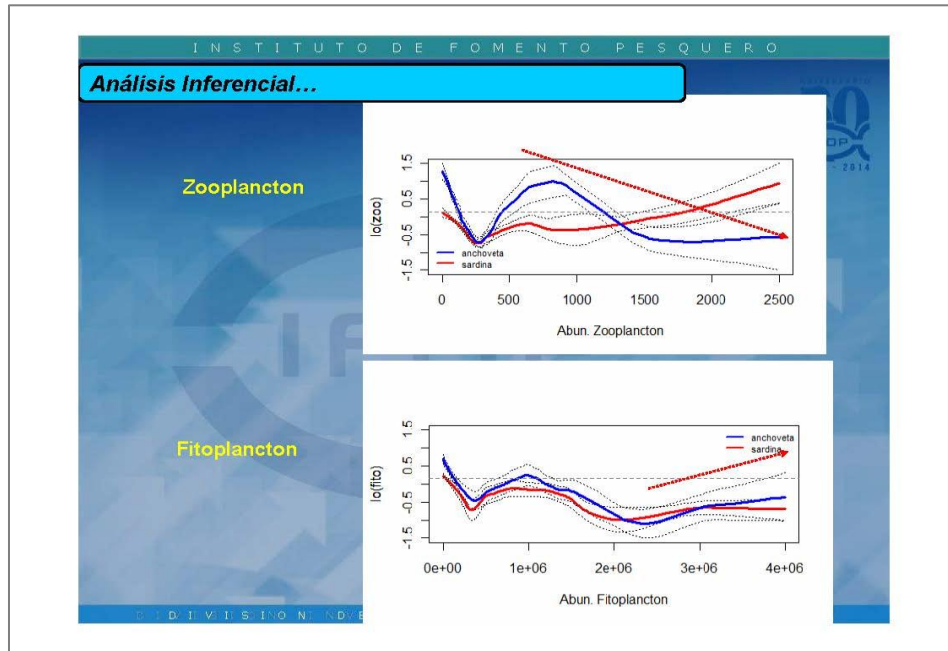 INSTITUTO DE FOMENTO PESQUERO
Análisis Inferencial...
Zooplancton
lo(zoo)
1.5
0.5
-0.5
-1.5
anchoveta
sardina
0
500
1000
1500
2000
2500
Abun. Zooplancton
Fitoplancton
lo(fito)
1.5
0.5
-0.5
-1.5
anchoveta
sardina
0e+00
1e+06
2e+06
3e+06
4e+06
Abun. Fitoplancton
2014